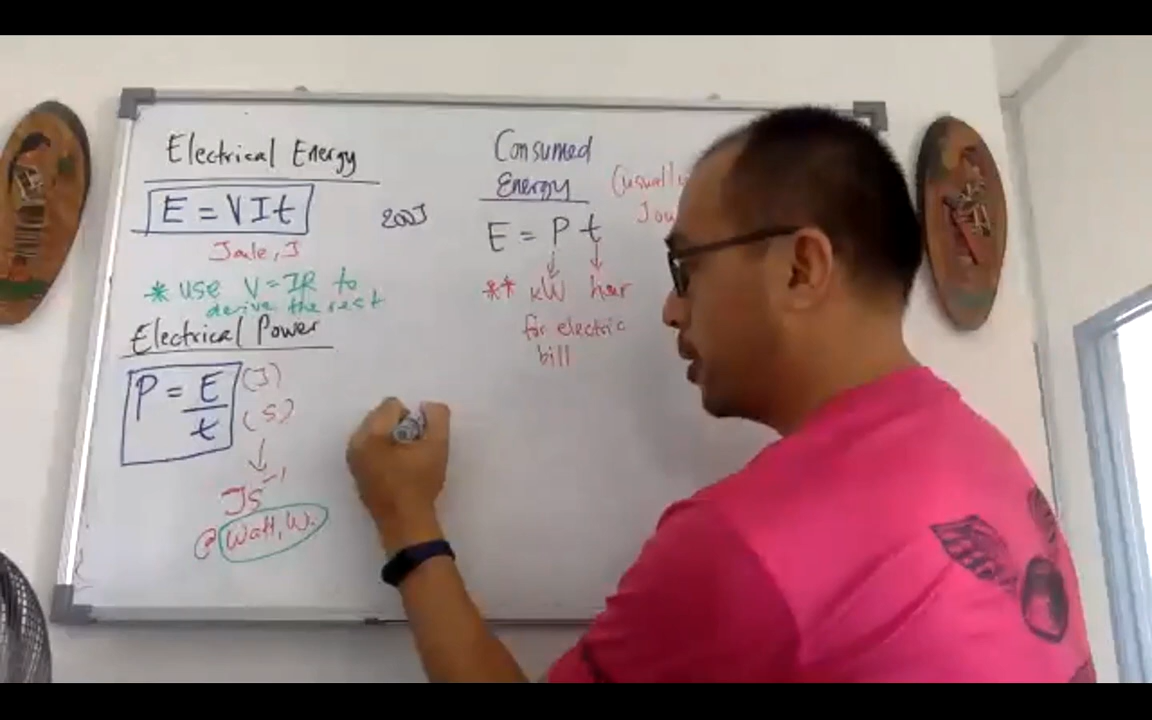 Electrical Energy
E = VIt
Joule, J
* use V = IR to
derive the rest
200J
Electrical Power
P = E/t
(J)
(s)
Js⁻¹
@ Watt, W.
Consumed
Energy
(usually
E = P t
** kW hour
for electric
bill